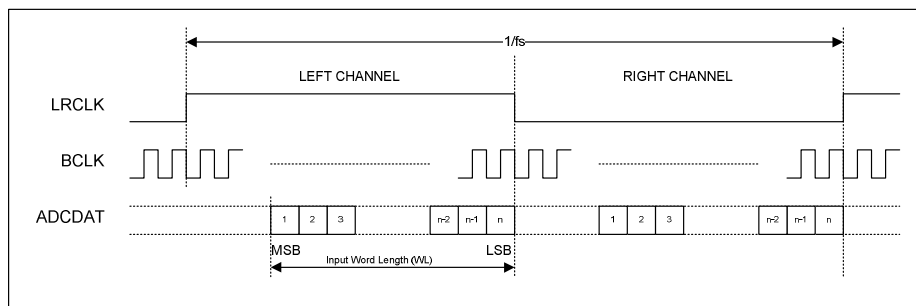 1/fs
LEFT CHANNEL RIGHT CHANNEL
LRCLK
BCLK
ADCDAT 1 2 3 n-2 n-1 n 1 2 3 n-2 n-1 n
MSB LSB
Input Word Length (WL)